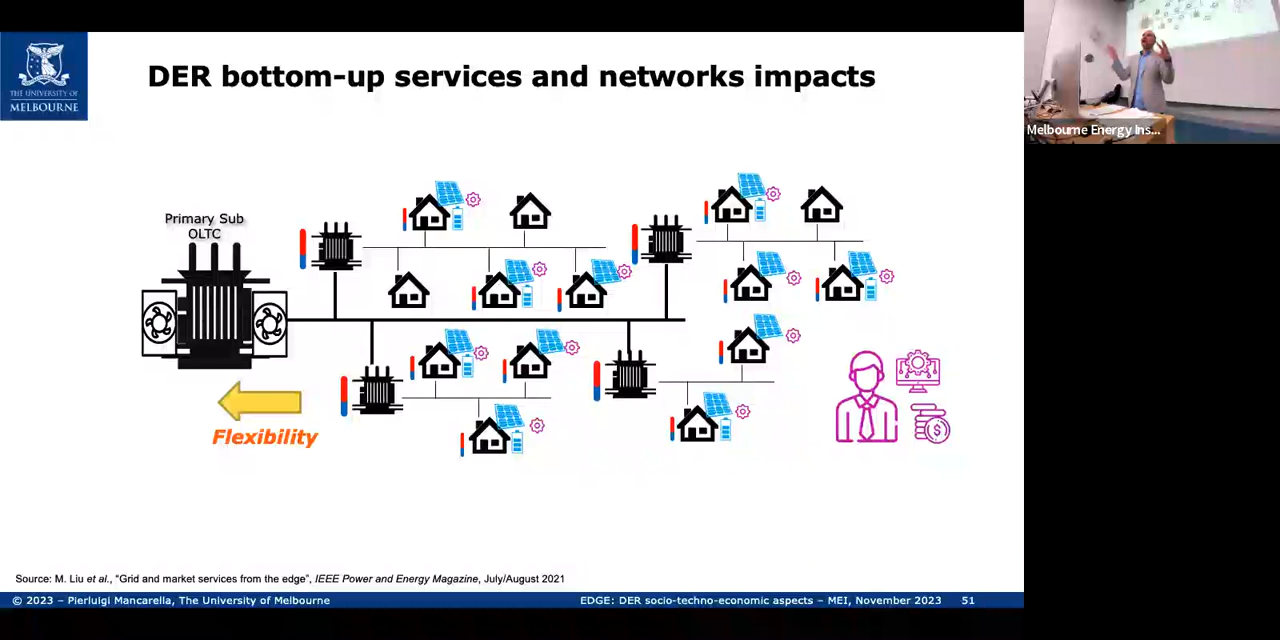 THE UNIVERSITY OF
MELBOURNE
DER bottom-up services and networks impacts
Melbourne Energy Ins...
Primary Sub
OLTC
Flexibility
Source: M. Liu et al., “Grid and market services from the edge”, IEEE Power and Energy Magazine, July/August 2021
© 2023 – Pierluigi Mancarella, The University of Melbourne
EDGE: DER socio-techno-economic aspects – MEI, November 2023 51